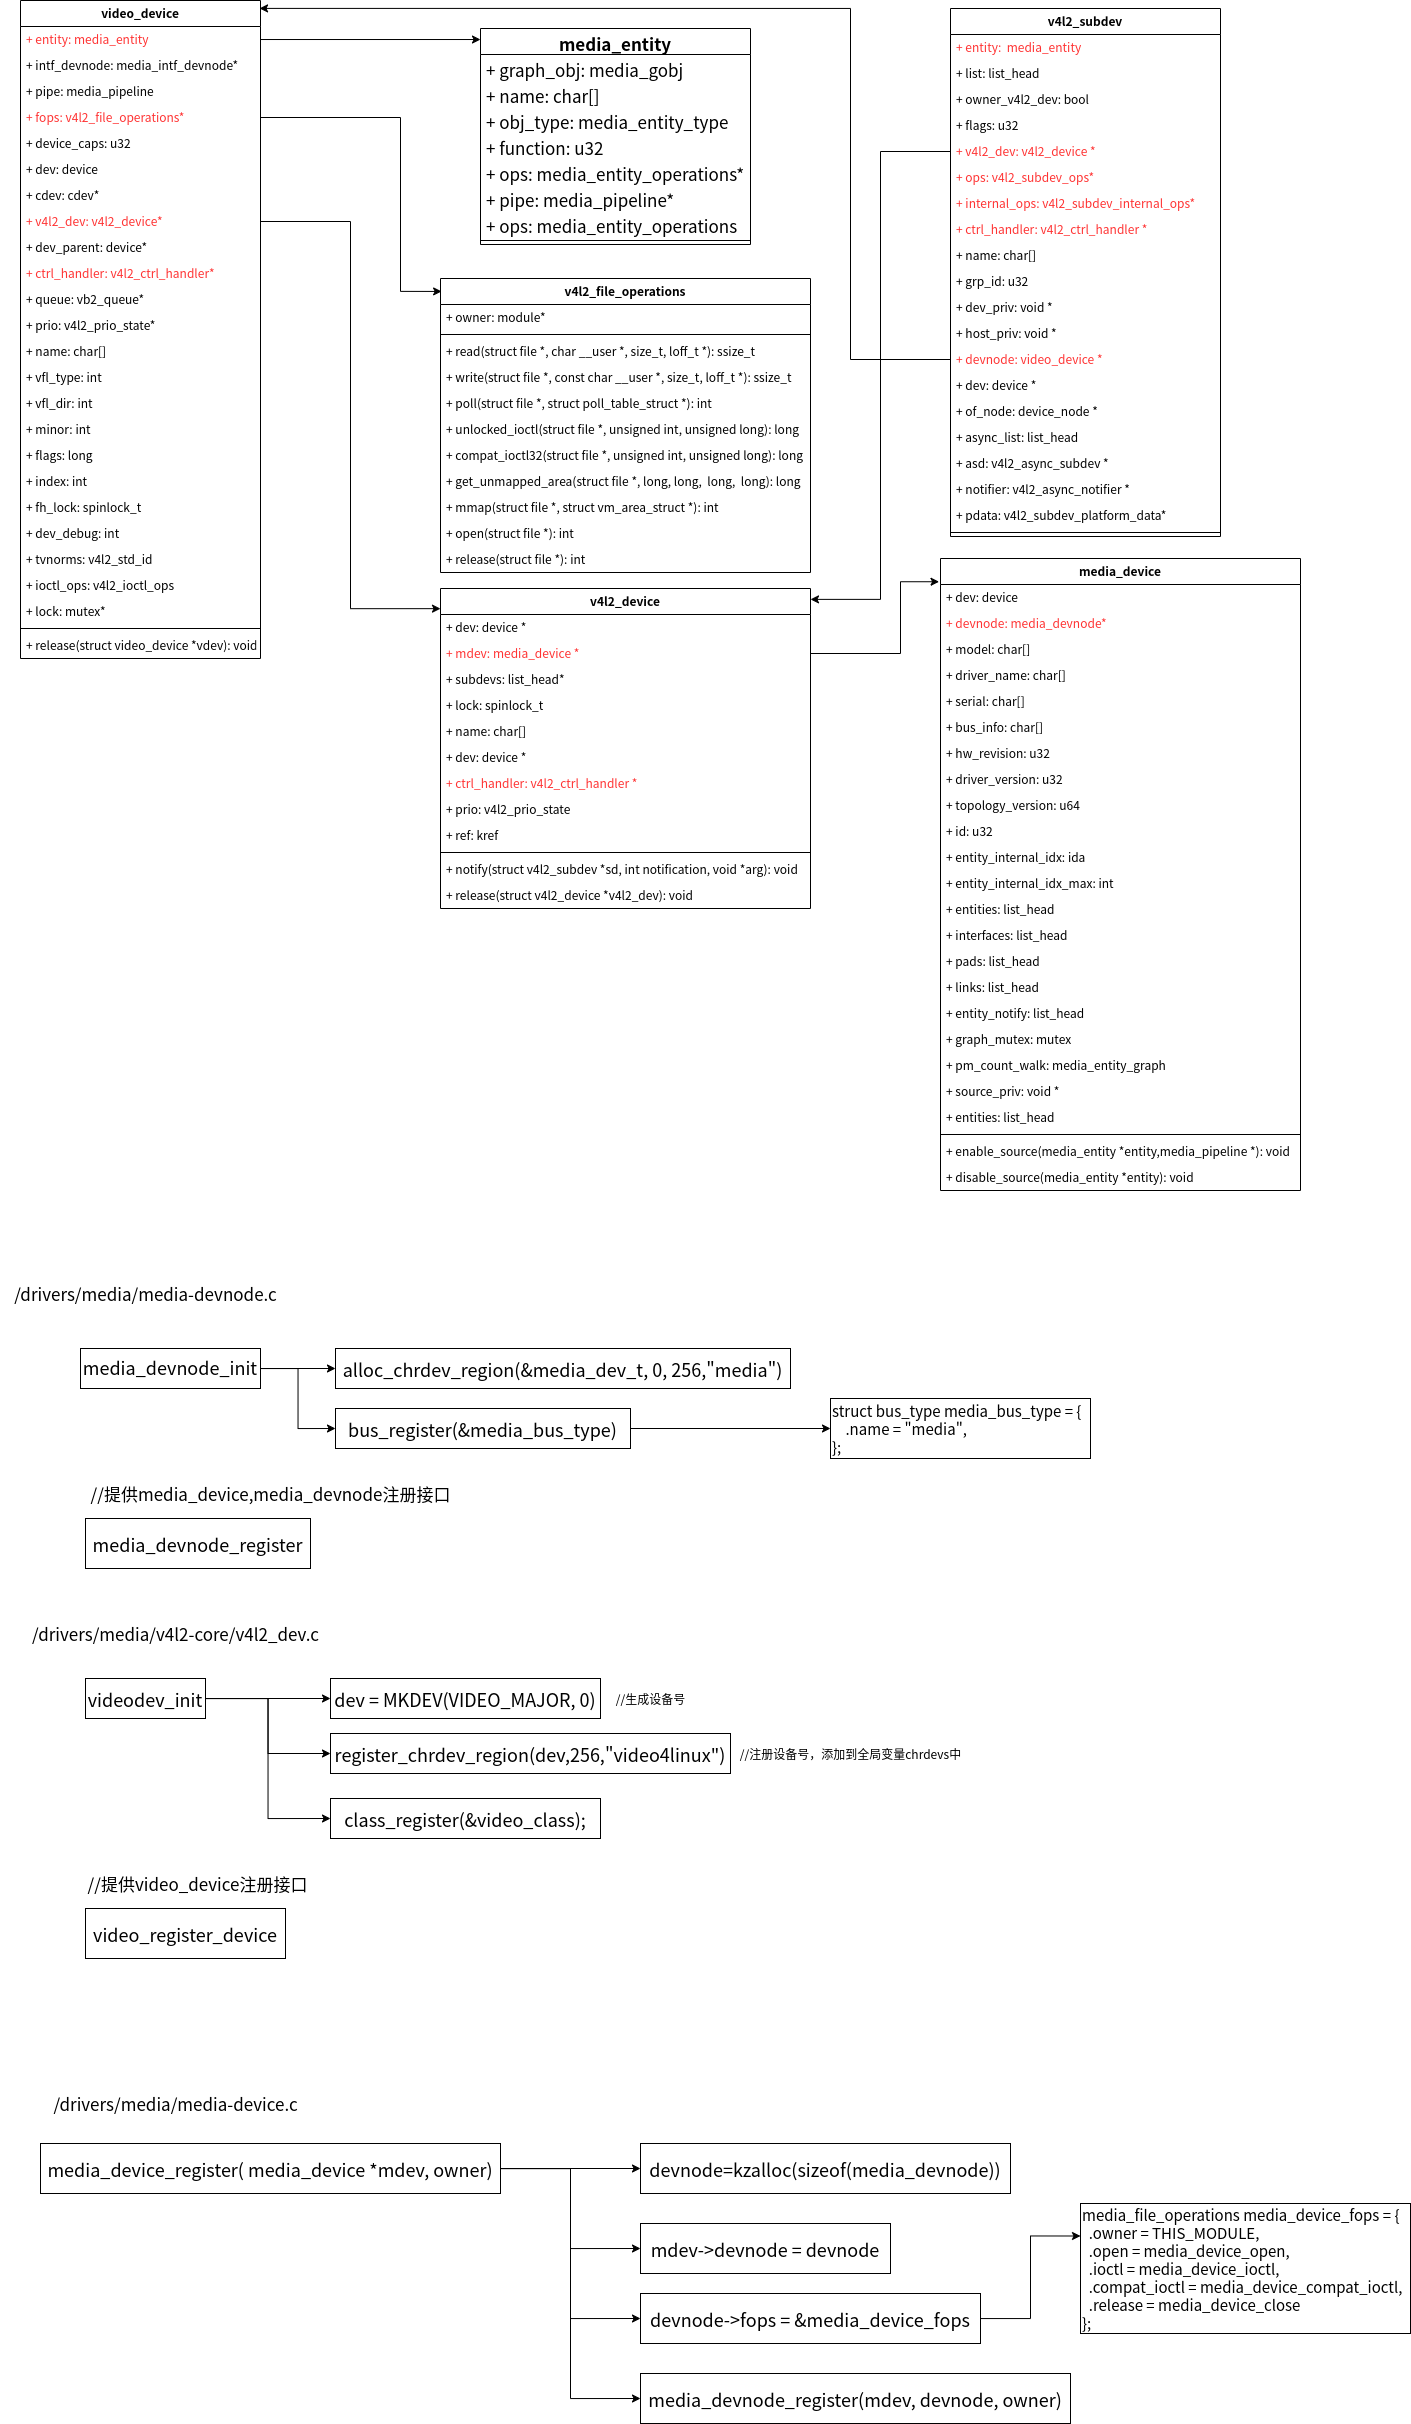 video_device
+ entity: media_entity
+ intf_devnode: media_intf_devnode*
+ pipe: media_pipeline
+ fops: v4l2_file_operations*
+ device_caps: u32
+ dev: device
+ cdev: cdev*
+ v4l2_dev: v4l2_device*
+ dev_parent: device*
+ ctrl_handler: v4l2_ctrl_handler*
+ queue: vb2_queue*
+ prio: v4l2_prio_state*
+ name: char[]
+ vfl_type: int
+ vfl_dir: int
+ minor: int
+ flags: long
+ index: int
+ fh_lock: spinlock_t
+ dev_debug: int
+ tvnorms: v4l2_std_id
+ ioctl_ops: v4l2_ioctl_ops
+ lock: mutex*
+ release(struct video_device *vdev): void
media_entity
+ graph_obj: media_gobj
+ name: char[]
+ obj_type: media_entity_type
+ function: u32
+ ops: media_entity_operations*
+ pipe: media_pipeline*
+ ops: media_entity_operations
v4l2_file_operations
+ owner: module*
+ read(struct file *, char __user *, size_t, loff_t *): ssize_t
+ write(struct file *, const char __user *, size_t, loff_t *): ssize_t
+ poll(struct file *, struct poll_table_struct *): int
+ unlocked_ioctl(struct file *, unsigned int, unsigned long): long
+ compat_ioctl32(struct file *, unsigned int, unsigned long): long
+ get_unmapped_area(struct file *, long, long,  long,  long): long
+ mmap(struct file *, struct vm_area_struct *): int
+ open(struct file *): int
+ release(struct file *): int
v4l2_device
+ dev: device *
+ mdev: media_device *
+ subdevs: list_head*
+ lock: spinlock_t
+ name: char[]
+ dev: device *
+ ctrl_handler: v4l2_ctrl_handler *
+ prio: v4l2_prio_state
+ ref: kref
+ notify(struct v4l2_subdev *sd, int notification, void *arg): void
+ release(struct v4l2_device *v4l2_dev): void
v4l2_subdev
+ entity:  media_entity
+ list: list_head
+ owner_v4l2_dev: bool
+ flags: u32
+ v4l2_dev: v4l2_device *
+ ops: v4l2_subdev_ops*
+ internal_ops: v4l2_subdev_internal_ops*
+ ctrl_handler: v4l2_ctrl_handler *
+ name: char[]
+ grp_id: u32
+ dev_priv: void *
+ host_priv: void *
+ devnode: video_device *
+ dev: device *
+ of_node: device_node *
+ async_list: list_head
+ asd: v4l2_async_subdev *
+ notifier: v4l2_async_notifier *
+ pdata: v4l2_subdev_platform_data*
media_device
+ dev: device
+ devnode: media_devnode*
+ model: char[]
+ driver_name: char[]
+ serial: char[]
+ bus_info: char[]
+ hw_revision: u32
+ driver_version: u32
+ topology_version: u64
+ id: u32
+ entity_internal_idx: ida
+ entity_internal_idx_max: int
+ entities: list_head
+ interfaces: list_head
+ pads: list_head
+ links: list_head
+ entity_notify: list_head
+ graph_mutex: mutex
+ pm_count_walk: media_entity_graph
+ source_priv: void *
+ entities: list_head
+ enable_source(media_entity *entity,media_pipeline *): void
+ disable_source(media_entity *entity): void
/drivers/media/media-devnode.c
media_devnode_init
alloc_chrdev_region(&media_dev_t, 0, 256,"media")
bus_register(&media_bus_type)
struct bus_type media_bus_type = {
.name = "media",
};
//提供media_device,media_devnode注册接口
media_devnode_register
/drivers/media/v4l2-core/v4l2_dev.c
videodev_init
dev = MKDEV(VIDEO_MAJOR, 0)
//生成设备号
register_chrdev_region(dev,256,"video4linux")
//注册设备号，添加到全局变量chrdevs中
class_register(&video_class);
//提供video_device注册接口
video_register_device
/drivers/media/media-device.c
media_device_register( media_device *mdev, owner)
devnode=kzalloc(sizeof(media_devnode))
mdev->devnode = devnode
devnode->fops = &media_device_fops
media_file_operations media_device_fops = {
.owner = THIS_MODULE,
.open = media_device_open,
.ioctl = media_device_ioctl,
.compat_ioctl = media_device_compat_ioctl,
.release = media_device_close
};
media_devnode_register(mdev, devnode, owner)